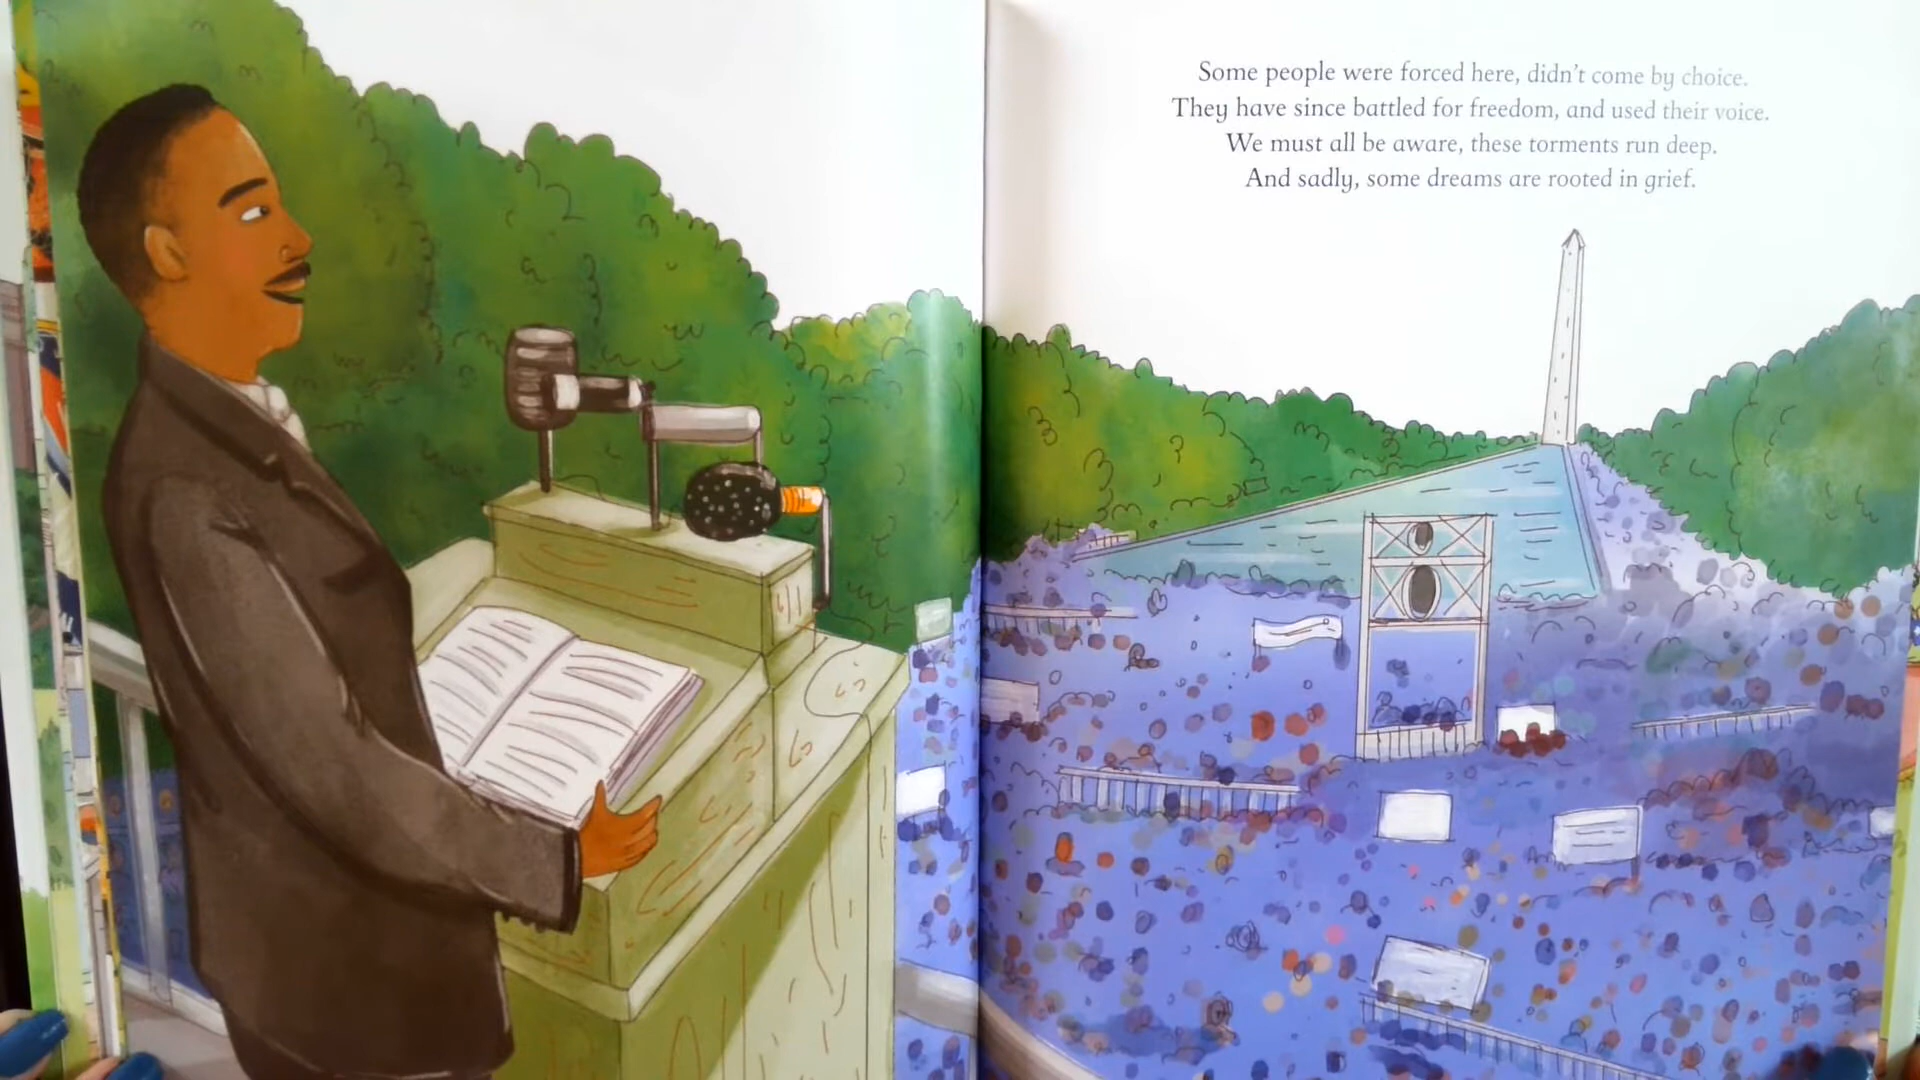 Some people were forced here, didn't come by choice.
They have since battled for freedom, and used their voice.
We must all be aware, these torments run deep.
And sadly, some dreams are rooted in grief.